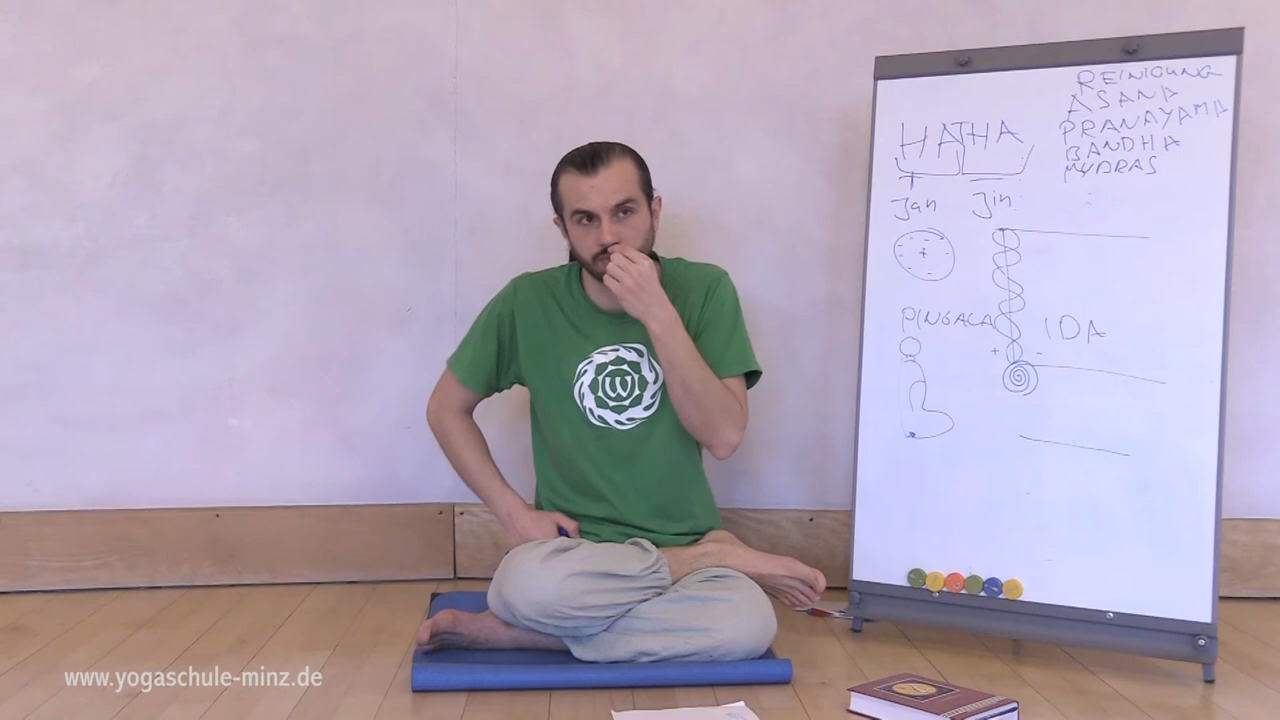 REINIGUNG
ASANA
PRANAYAMA
BANDHA
MUDRAS
HATHA
Jan Jin
+
PINGALA IDA
+ -
W
www.yogaschule-minz.de